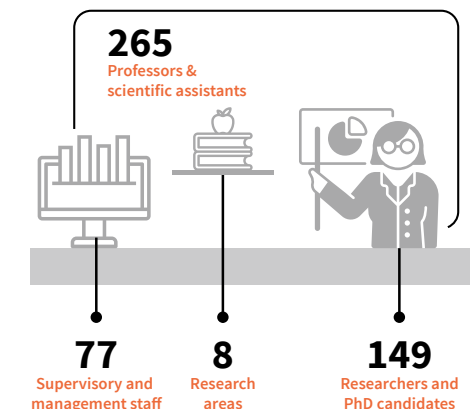 265
Professors &
scientific assistants
77
Supervisory and
management staff
8
Research
areas
149
Researchers and
PhD candidates